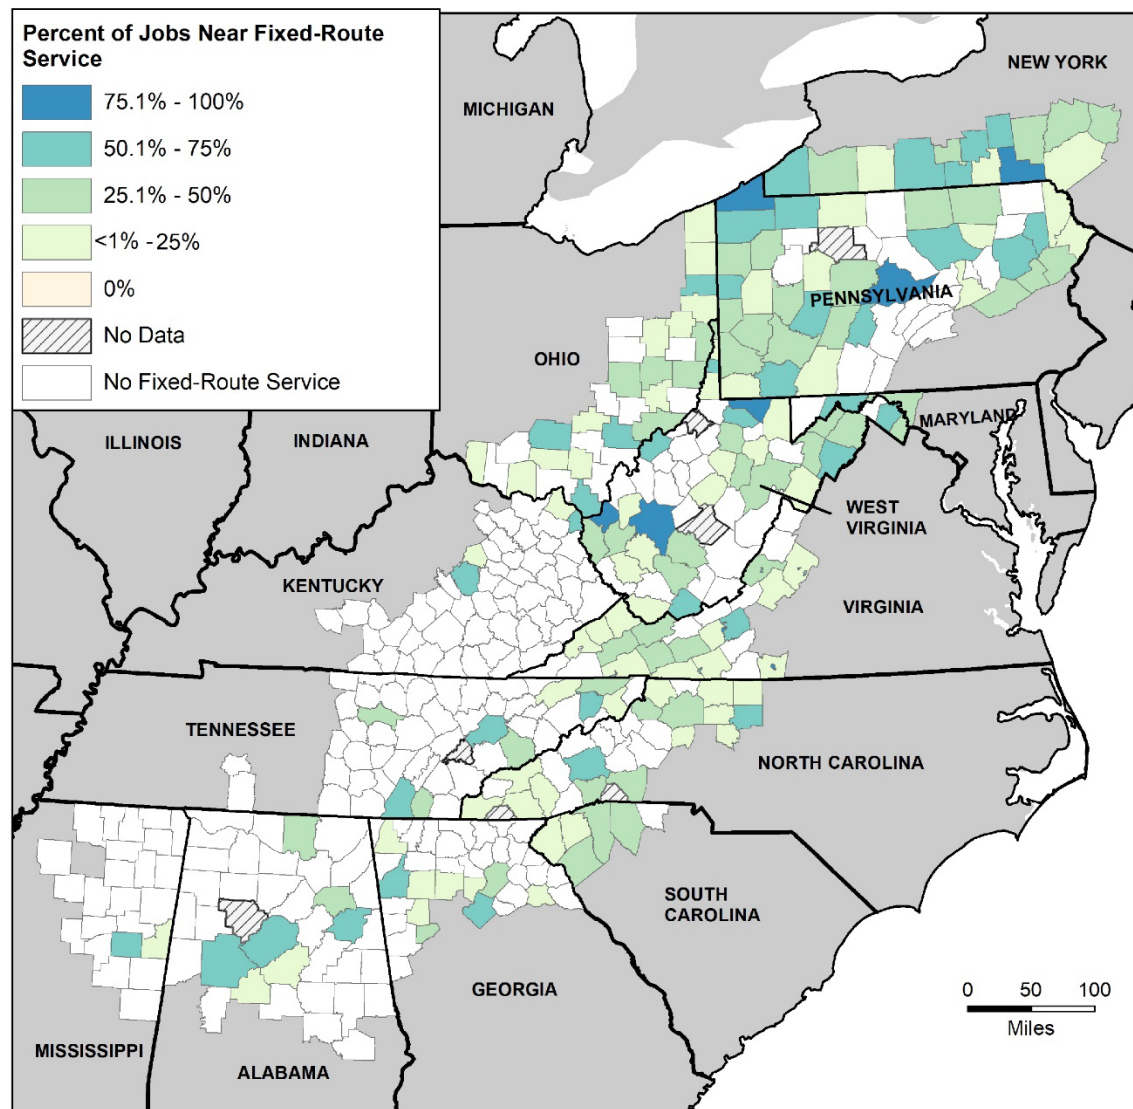 Percent of Jobs Near Fixed-Route
Service
75.1% - 100%
50.1% - 75%
25.1% - 50%
<1% -25%
0%
No Data
No Fixed-Route Service
NEW YORK
MICHIGAN
PENNSYLVANIA
OHIO
MARYLAND
ILLINOIS
INDIANA
WEST
VIRGINIA
KENTUCKY
VIRGINIA
TENNESSEE
NORTH CAROLINA
SOUTH
CAROLINA
GEORGIA
MISSISSIPPI
ALABAMA
0 50 100
Miles